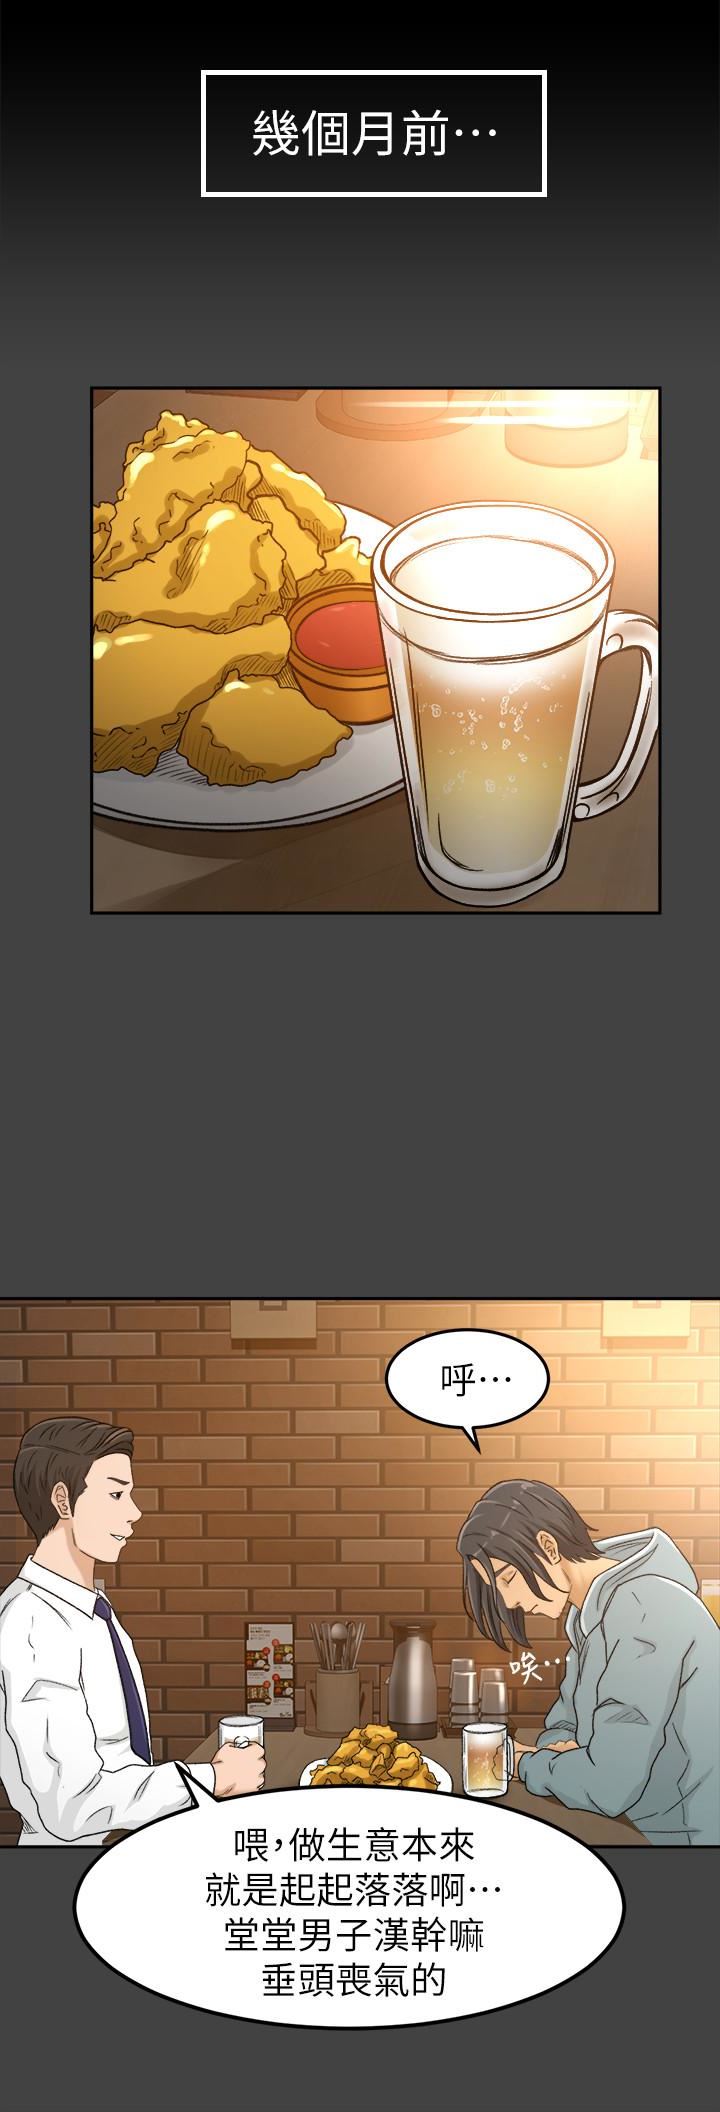 幾個月前⋯
呼⋯
唉⋯
喂，做生意本來
就是起起落落啊⋯
堂堂男子漢幹嘛
垂頭喪氣的